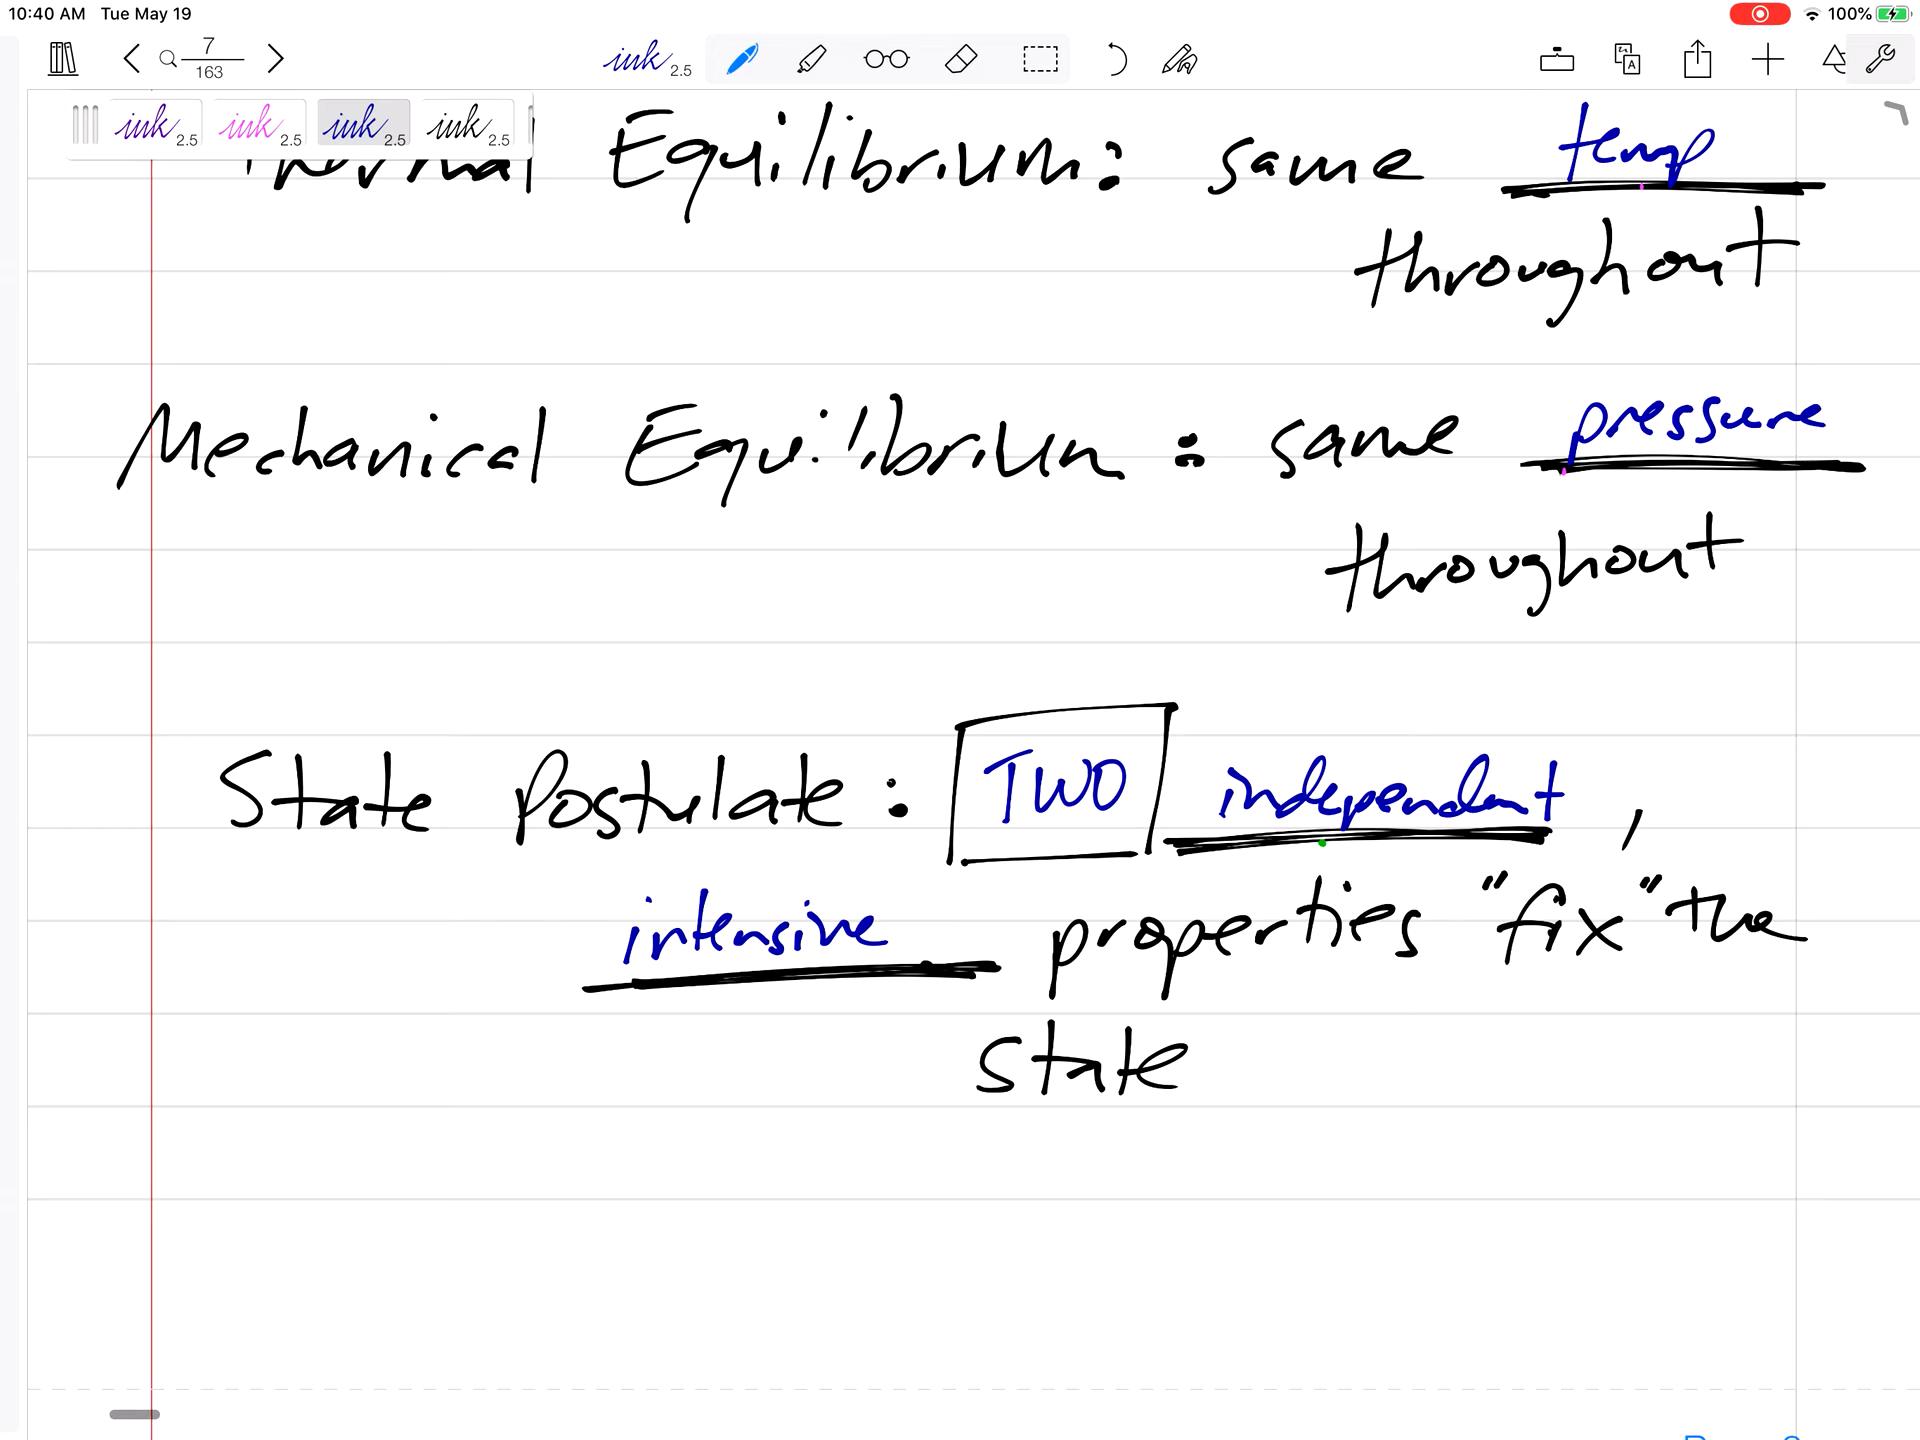 10:40 AM Tue May 19
100%
7
163
ink 2.5
ink 2.5 ink 2.5 ink 2.5 ink 2.5
Thermal Equilibrium: same temp
throughout
Mechanical Equilibrium : same pressure
throughout
State Postulate : TWO independent ,
intensive properties "fix" the
state